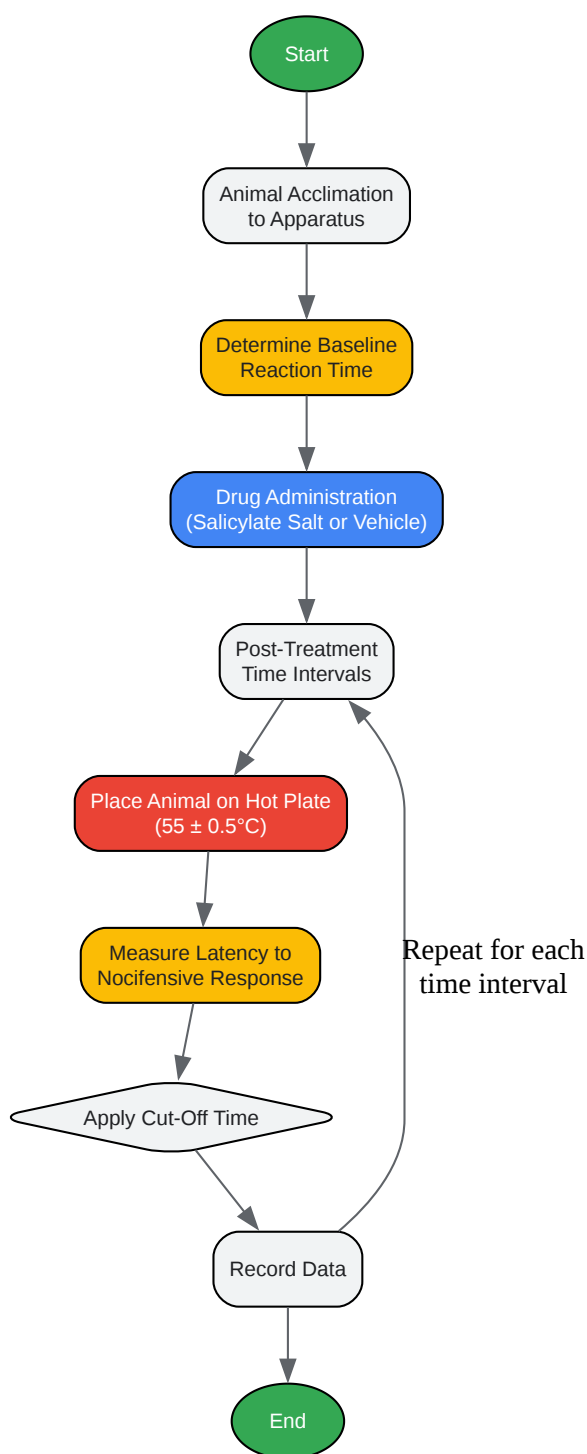 Start
Animal Acclimation
to Apparatus
Determine Baseline
Reaction Time
Drug Administration
(Salicylate Salt or Vehicle)
Post-Treatment
Time Intervals
Place Animal on Hot Plate
(55 ± 0.5°C)
Measure Latency to
Nocifensive Response
Repeat for each
time interval
Apply Cut-Off Time
Record Data
End